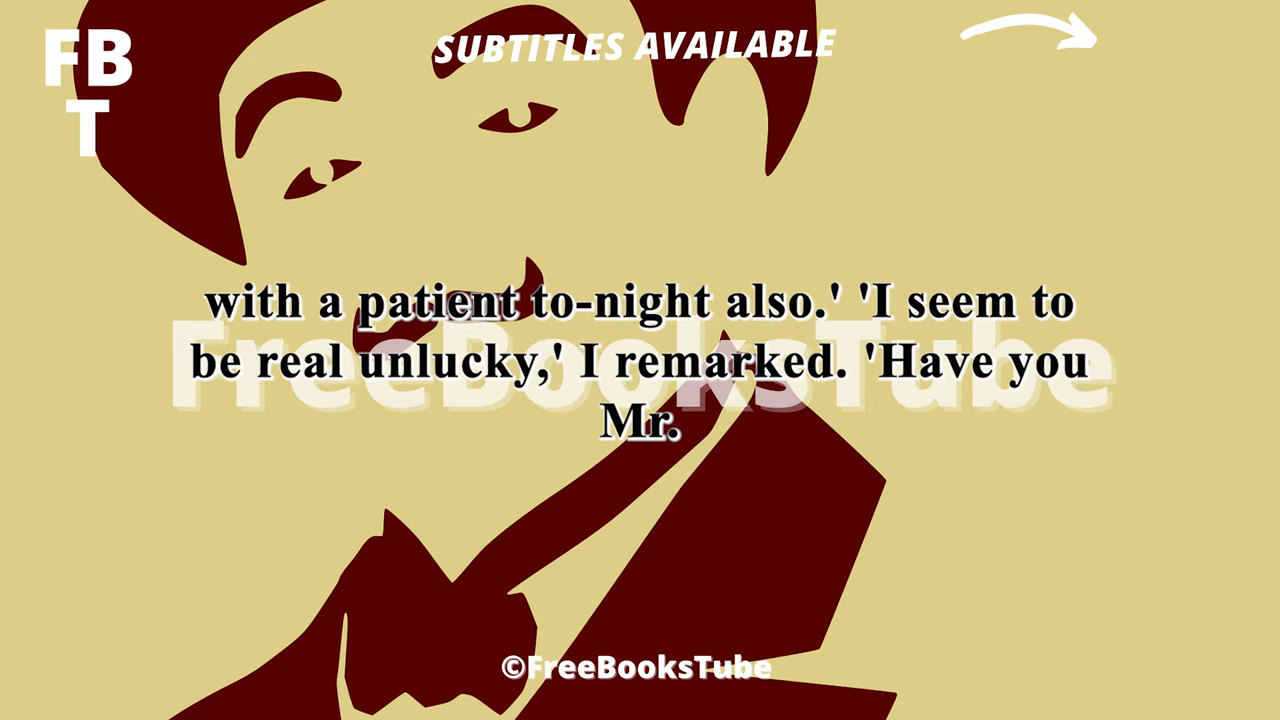 FB
T
SUBTITLES AVAILABLE
with a patient to-night also.' 'I seem to
be real unlucky,' I remarked. 'Have you
Mr.
FreeBooksTube
©FreeBooksTube